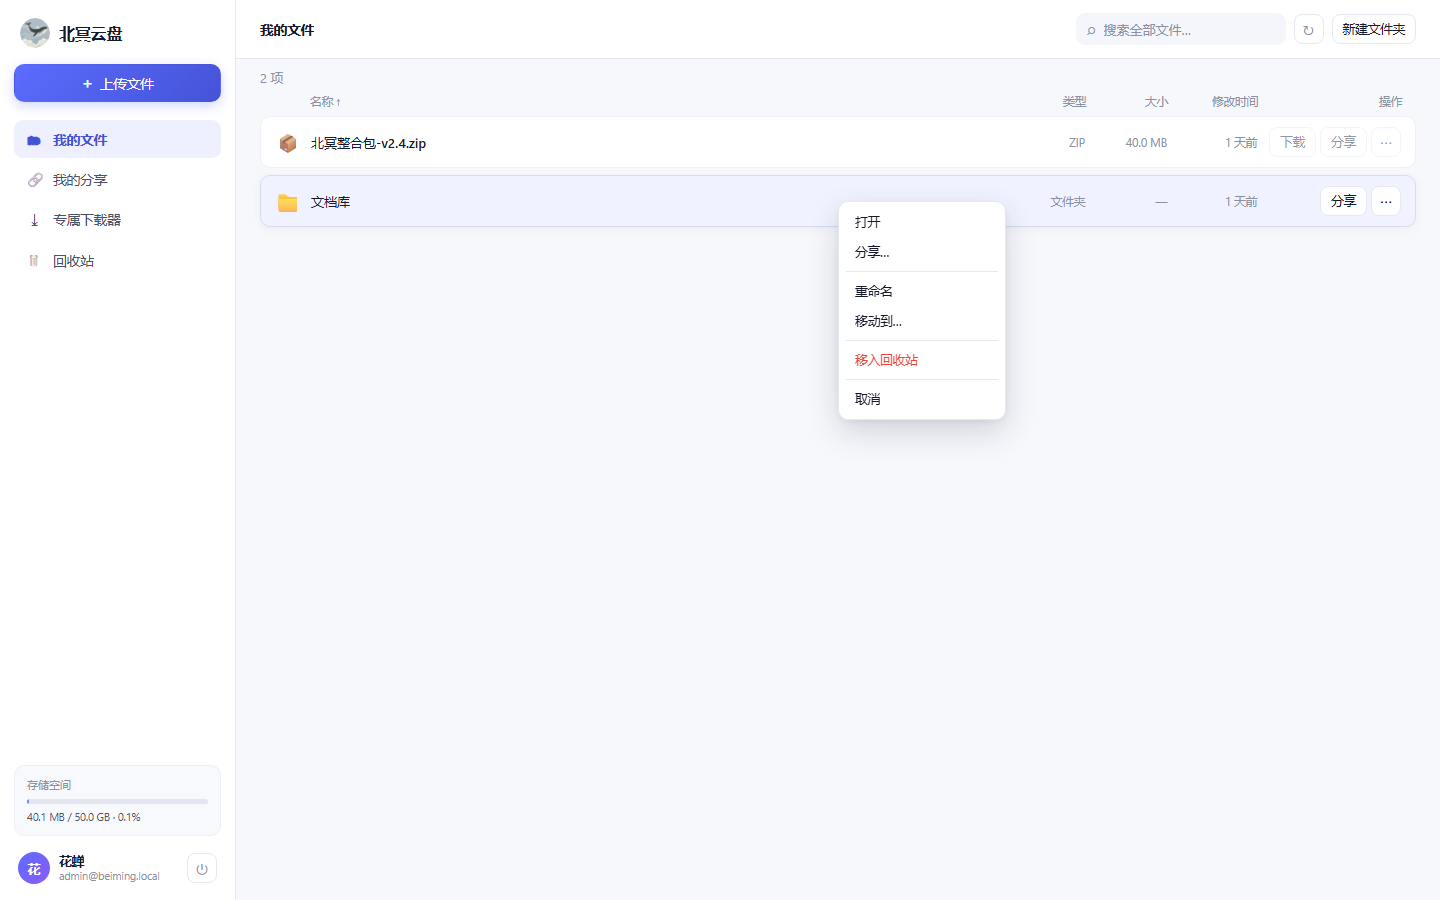 北冥云盘
+ 上传文件
我的文件
我的分享
专属下载器
回收站
存储空间
40.1 MB / 50.0 GB · 0.1%
花
花蝉
admin@beiming.local
我的文件
搜索全部文件...
新建文件夹
2 项
名称 ↑ 类型 大小 修改时间 操作
北冥整合包-v2.4.zip ZIP 40.0 MB 1 天前 下载 分享 ...
文档库 文件夹 — 1 天前 分享 ...
打开
分享...
重命名
移动到...
移入回收站
取消